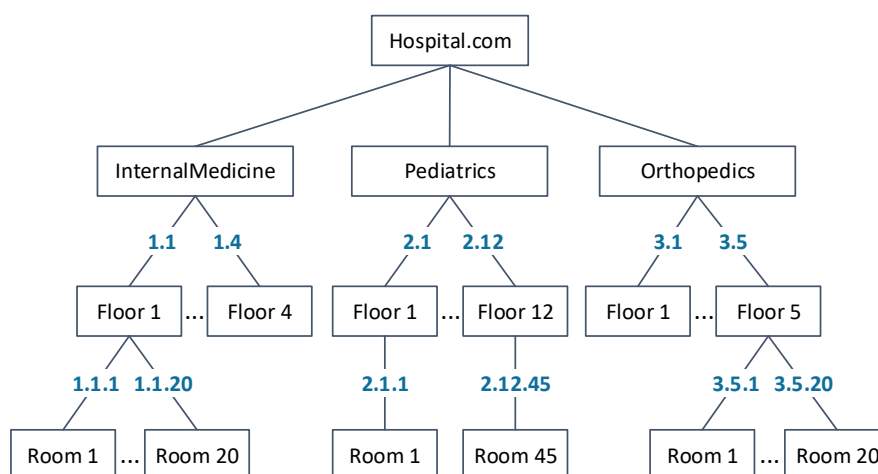 Hospital.com
InternalMedicine Pediatrics Orthopedics
1.1 1.4 2.1 2.12 3.1 3.5
Floor 1 ... Floor 4 Floor 1 ... Floor 12 Floor 1 ... Floor 5
1.1.1 1.1.20 2.1.1 2.12.45 3.5.1 3.5.20
Room 1 ... Room 20 Room 1 Room 45 Room 1 ... Room 20